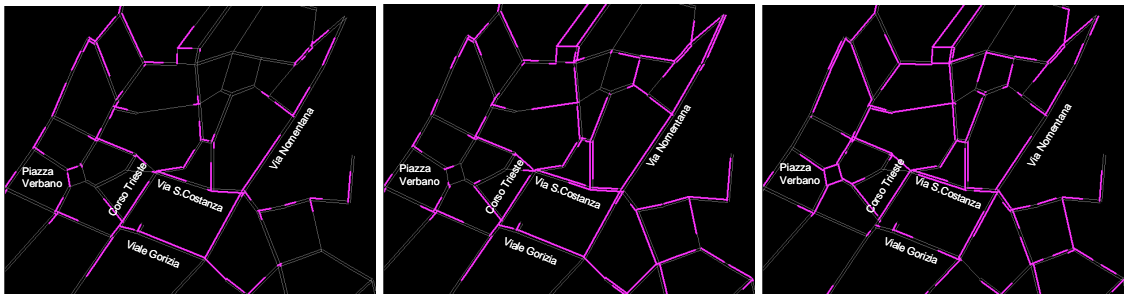 Piazza
Verbano
Corso Trieste
Via S.Costanza
Via Nomentana
Viale Gorizia
Piazza
Verbano
Corso Trieste
Via S.Costanza
Via Nomentana
Viale Gorizia
Piazza
Verbano
Corso Trieste
Via S.Costanza
Via Nomentana
Viale Gorizia